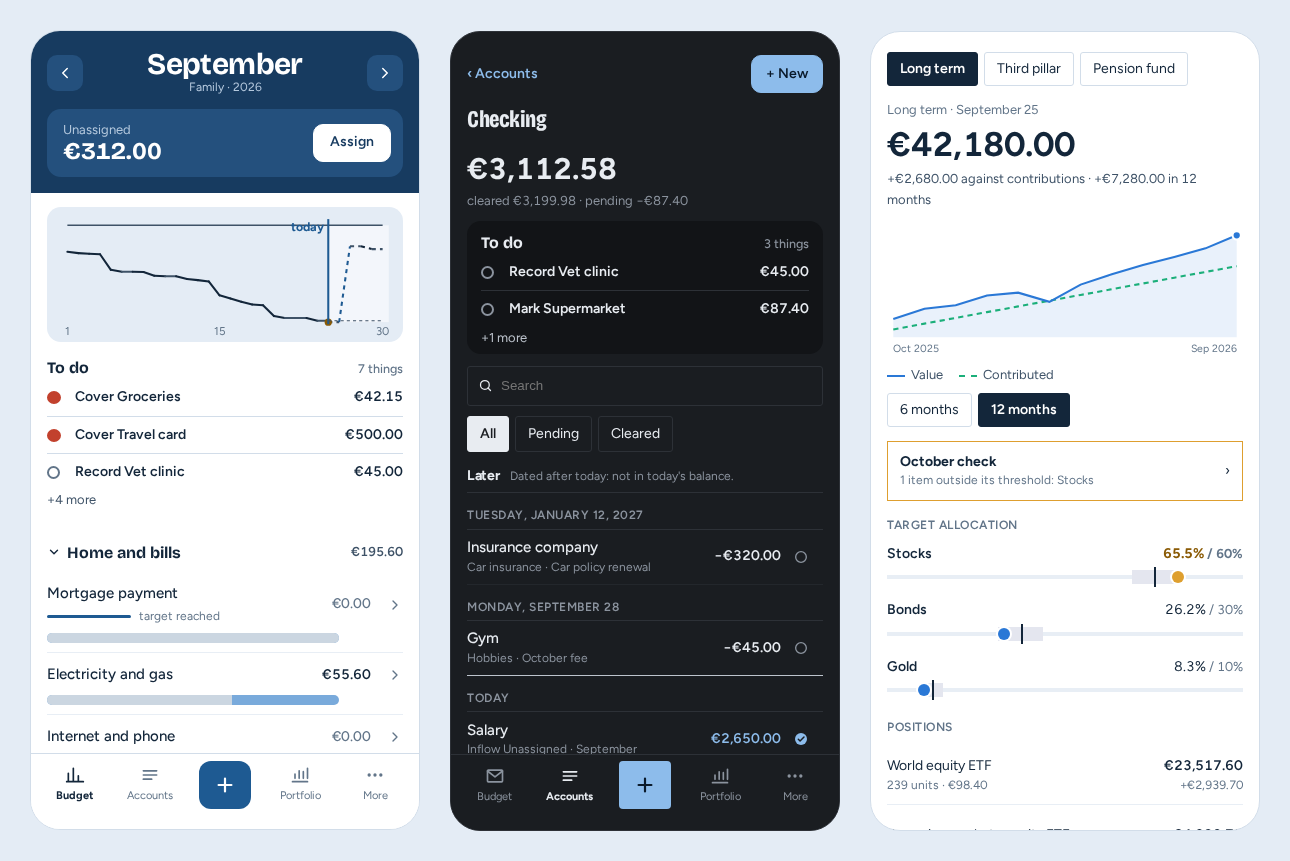 September
Family · 2026
Unassigned
€312.00
Assign
today
1
15
30
To do
7 things
Cover Groceries
€42.15
Cover Travel card
€500.00
Record Vet clinic
€45.00
+4 more
Home and bills
€195.60
Mortgage payment
€0.00
target reached
Electricity and gas
€55.60
Internet and phone
€0.00
Budget
Accounts
+
Portfolio
More
‹ Accounts
+ New
Checking
€3,112.58
cleared €3,199.98 · pending −€87.40
To do
3 things
Record Vet clinic
€45.00
Mark Supermarket
€87.40
+1 more
Search
All
Pending
Cleared
Later Dated after today: not in today's balance.
TUESDAY, JANUARY 12, 2027
Insurance company
−€320.00
Car insurance · Car policy renewal
MONDAY, SEPTEMBER 28
Gym
−€45.00
Hobbies · October fee
TODAY
Salary
€2,650.00
Inflow Unassigned · September
Budget
Accounts
+
Portfolio
More
Long term
Third pillar
Pension fund
Long term · September 25
€42,180.00
+€2,680.00 against contributions · +€7,280.00 in 12
months
Oct 2025
Sep 2026
Value
Contributed
6 months
12 months
October check
1 item outside its threshold: Stocks
›
TARGET ALLOCATION
Stocks
65.5% / 60%
Bonds
26.2% / 30%
Gold
8.3% / 10%
POSITIONS
World equity ETF
€23,517.60
239 units · €98.40
+€2,939.70